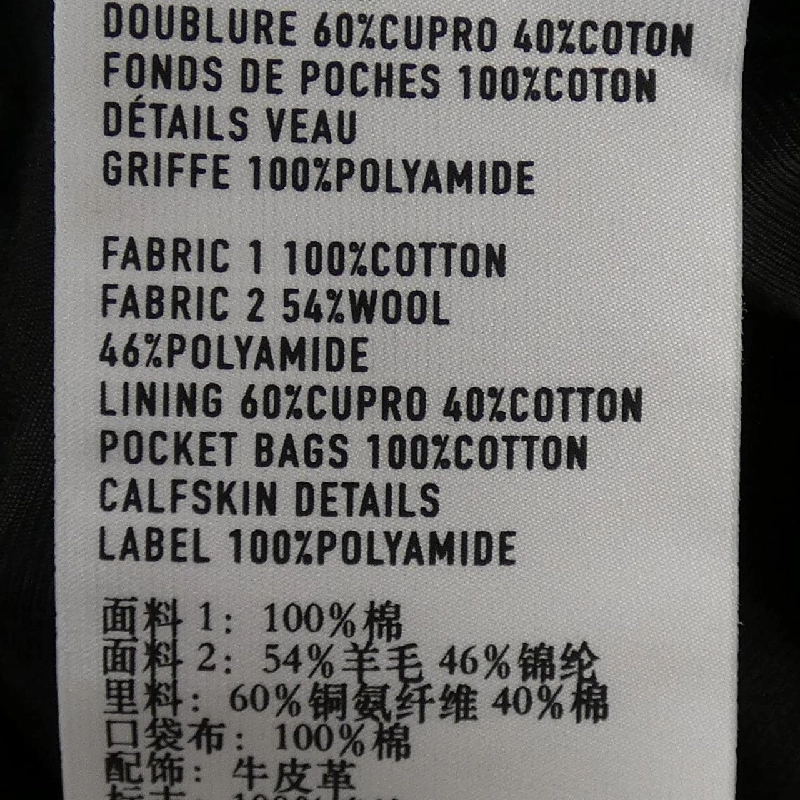 DOUBLURE 60%CUPRO 40%COTON
FONDS DE POCHES 100%COTON
DÉTAILS VEAU
GRIFFE 100%POLYAMIDE
FABRIC 1 100%COTTON
FABRIC 2 54%WOOL
46%POLYAMIDE
LINING 60%CUPRO 40%COTTON
POCKET BAGS 100%COTTON
CALFSKIN DETAILS
LABEL 100%POLYAMIDE
面料 1: 100%棉
面料 2: 54%羊毛 46%锦纶
里料: 60%铜氨纤维 40%棉
口袋布: 100%棉
配饰: 牛皮革